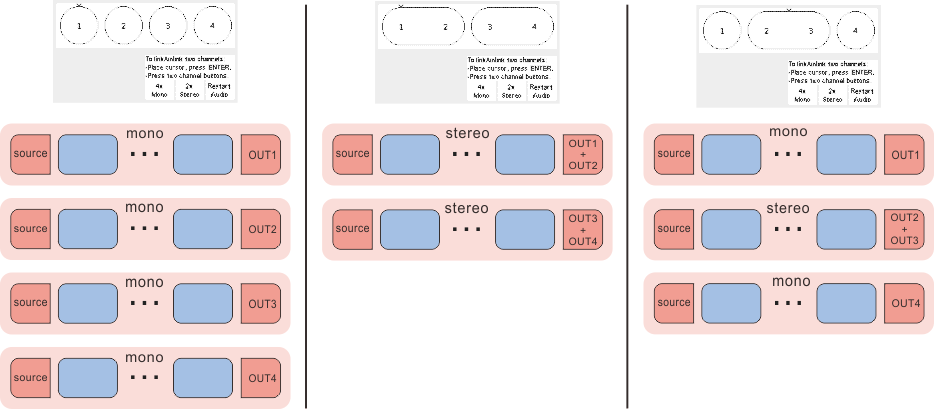 1 2 3 4
To link/unlink two channels:
-Place cursor, press ENTER.
-Press two channel buttons.
4x 2x Restart
Mono Stereo Audio
mono
source ... OUT1
mono
source ... OUT2
mono
source ... OUT3
mono
source ... OUT4
1 2 3 4
To link/unlink two channels:
-Place cursor, press ENTER.
-Press two channel buttons.
4x 2x Restart
Mono Stereo Audio
stereo
source ... OUT1
+
OUT2
stereo
source ... OUT3
+
OUT4
1 2 3 4
To link/unlink two channels:
-Place cursor, press ENTER.
-Press two channel buttons.
4x 2x Restart
Mono Stereo Audio
mono
source ... OUT1
stereo
source ... OUT2
+
OUT3
mono
source ... OUT4